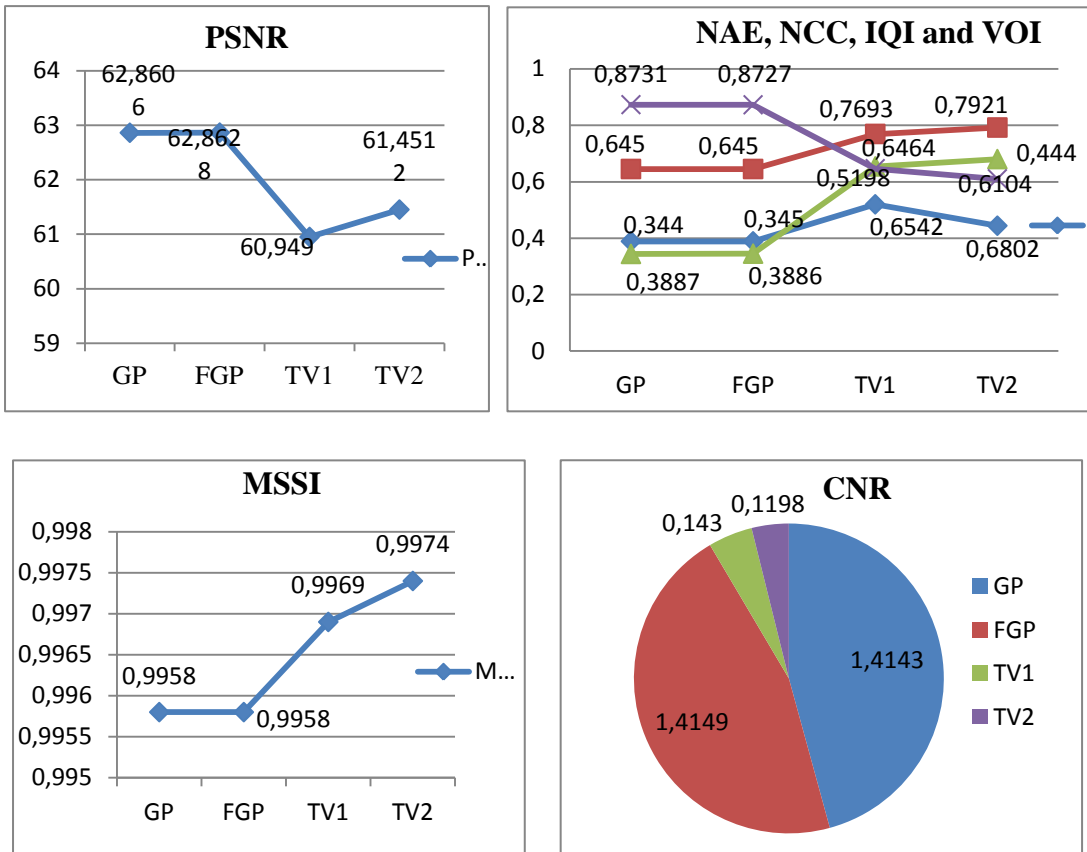 PSNR
64
63
62
61
60
59
62,860
6
62,862
8
60,949
61,451
2
P..
GP FGP TV1 TV2
NAE, NCC, IQI and VOI
1
0,8
0,6
0,4
0,2
0
0,8731 0,8727
0,7693 0,7921
0,645 0,645 0,6464 0,444
0,5198 0,6104
0,344 0,345 0,6542 0,6802
0,3887 0,3886
GP FGP TV1 TV2
MSSI
0,998
0,9975
0,997
0,9965
0,996
0,9955
0,995
0,9958
0,9958
0,9969
0,9974
M...
GP FGP TV1 TV2
CNR
0,143
0,1198
1,4143
1,4149
GP
FGP
TV1
TV2